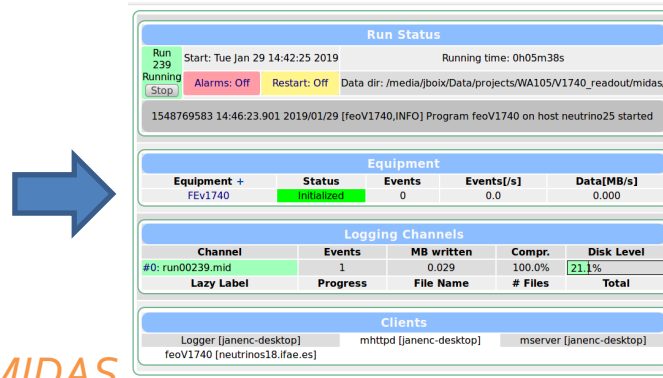 Run Status
Run 239 Running Start: Tue Jan 29 14:42:25 2019 Running time: 0h05m38s
Stop Alarms: Off Restart: Off Data dir: /media/jboix/Data/projects/WA105/V1740_readout/midas/
1548769583 14:46:23.901 2019/01/29 [feoV1740,INFO] Program feoV1740 on host neutrino25 started
Equipment
Equipment + Status Events Events[/s] Data[MB/s]
FEv1740 Initialized 0 0.0 0.000
Logging Channels
Channel Events MB written Compr. Disk Level
#0: run00239.mid 1 0.029 100.0% 21.1%
Lazy Label Progress File Name # Files Total
Clients
Logger [janenc-desktop] mhttpd [janenc-desktop] mserver [janenc-desktop]
feoV1740 [neutrinos18.ifae.es]
MIDAS